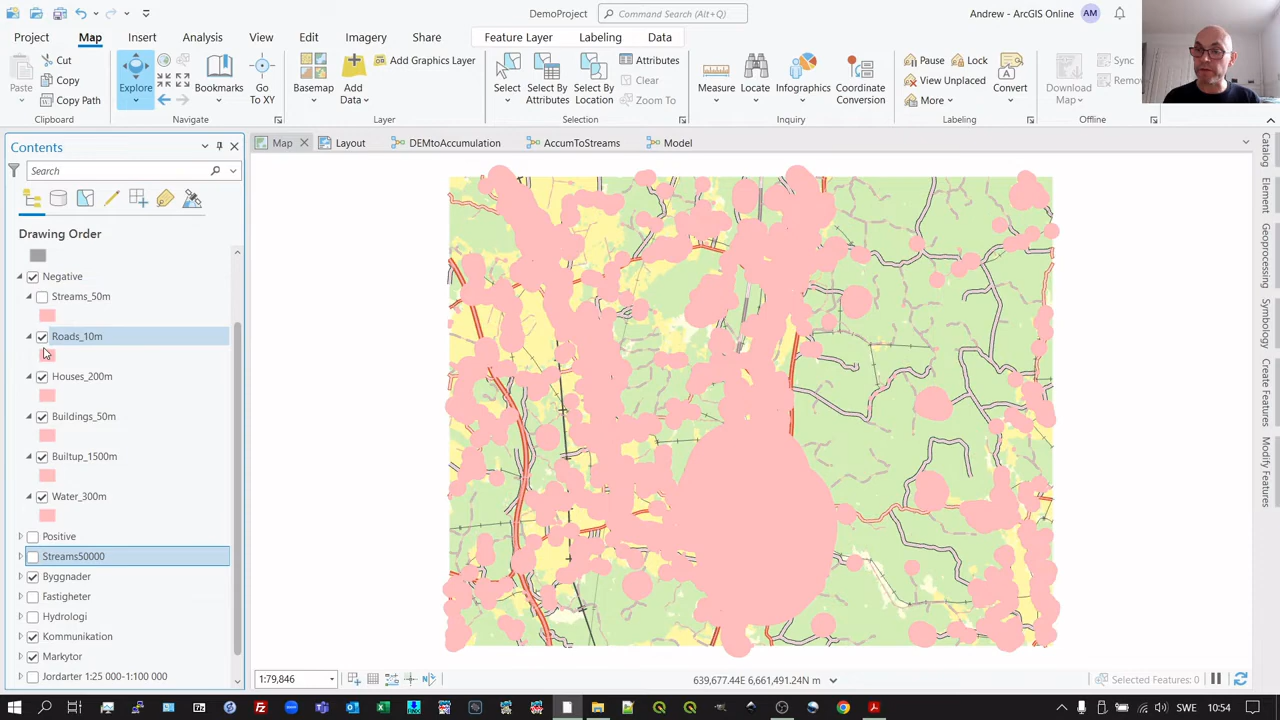 DemoProject
Command Search (Alt+Q)
Andrew - ArcGIS Online
AM
Project
Map
Insert
Analysis
View
Edit
Imagery
Share
Feature Layer
Labeling
Data
Paste
Cut
Copy
Copy Path
Clipboard
Explore
Bookmarks
Go To XY
Navigate
Basemap
Add Data
Add Graphics Layer
Layer
Select
Select By Attributes
Select By Location
Attributes
Clear
Zoom To
Selection
Measure
Locate
Infographics
Coordinate Conversion
Inquiry
Pause
Lock
View Unplaced
More
Convert
Labeling
Download Map
Sync
Remo
Offline
Contents
Search
Drawing Order
Negative
Streams_50m
Roads_10m
Houses_200m
Buildings_50m
Builtup_1500m
Water_300m
Positive
Streams50000
Byggnader
Fastigheter
Hydrologi
Kommunikation
Markytor
Jordarter 1:25 000-1:100 000
Map
Layout
DEMtoAccumulation
AccumToStreams
Model
Catalog
Element
Geoprocessing
Symbology
Create Features
Modify Features
1:79,846
639,677.44E 6,661,491.24N m
Selected Features: 0
SWE
10:54